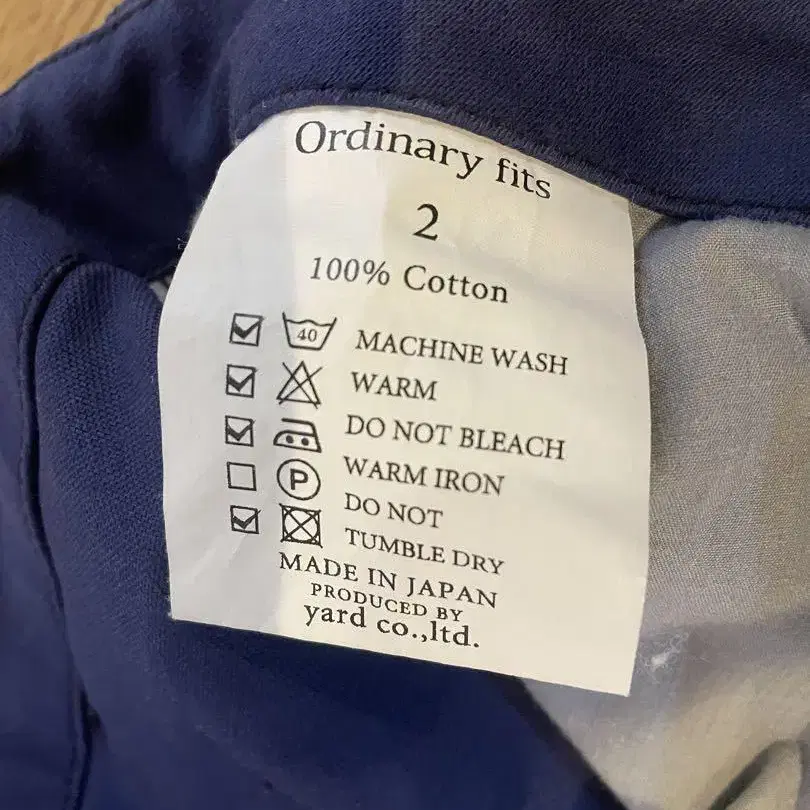 Ordinary fits
2
100% Cotton
40 MACHINE WASH
WARM
DO NOT BLEACH
WARM IRON
P
DO NOT
TUMBLE DRY
MADE IN JAPAN
PRODUCED BY
yard co.,ltd.